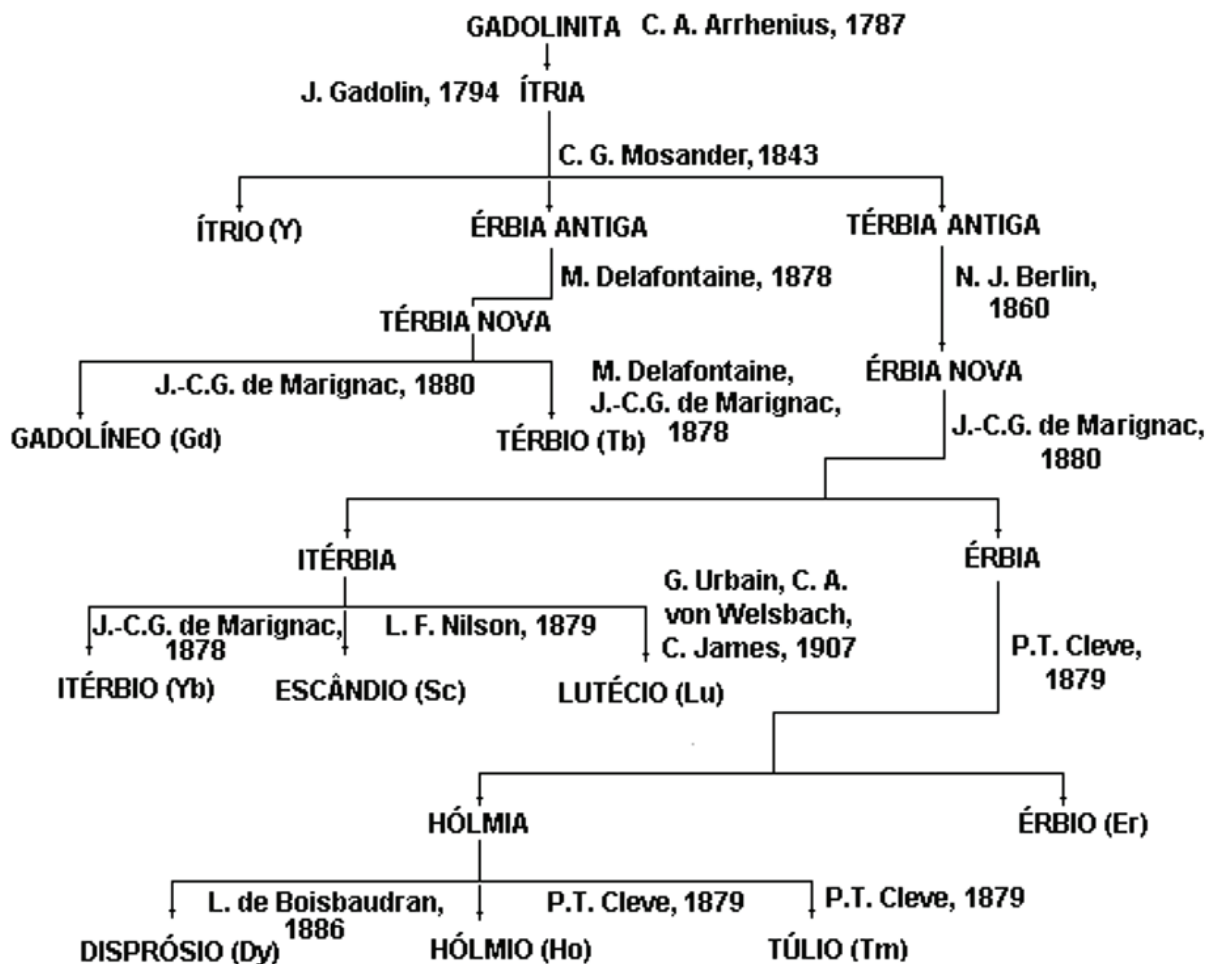 GADOLINITA C. A. Arrhenius, 1787
J. Gadolin, 1794 ÍTRIA
C. G. Mosander, 1843
ÍTRIO (Y) ÉRBIA ANTIGA TÉRBIA ANTIGA
M. Delafontaine, 1878
N. J. Berlin,
1860
TÉRBIA NOVA
J.-C.G. de Marignac, 1880
M. Delafontaine,
J.-C.G. de Marignac,
1878
ÉRBIA NOVA
GADOLÍNEO (Gd) TÉRBIO (Tb)
J.-C.G. de Marignac,
1880
ITÉRBIA ÉRBIA
J.-C.G. de Marignac,
1878
L. F. Nilson, 1879
G. Urbain, C. A.
von Welsbach,
C. James, 1907
P.T. Cleve,
1879
ITÉRBIO (Yb) ESCÂNDIO (Sc) LUTÉCIO (Lu)
HÓLMIA ÉRBIO (Er)
L. de Boisbaudran,
1886
P.T. Cleve, 1879
P.T. Cleve, 1879
DISPRÓSIO (Dy) HÓLMIO (Ho) TÚLIO (Tm)